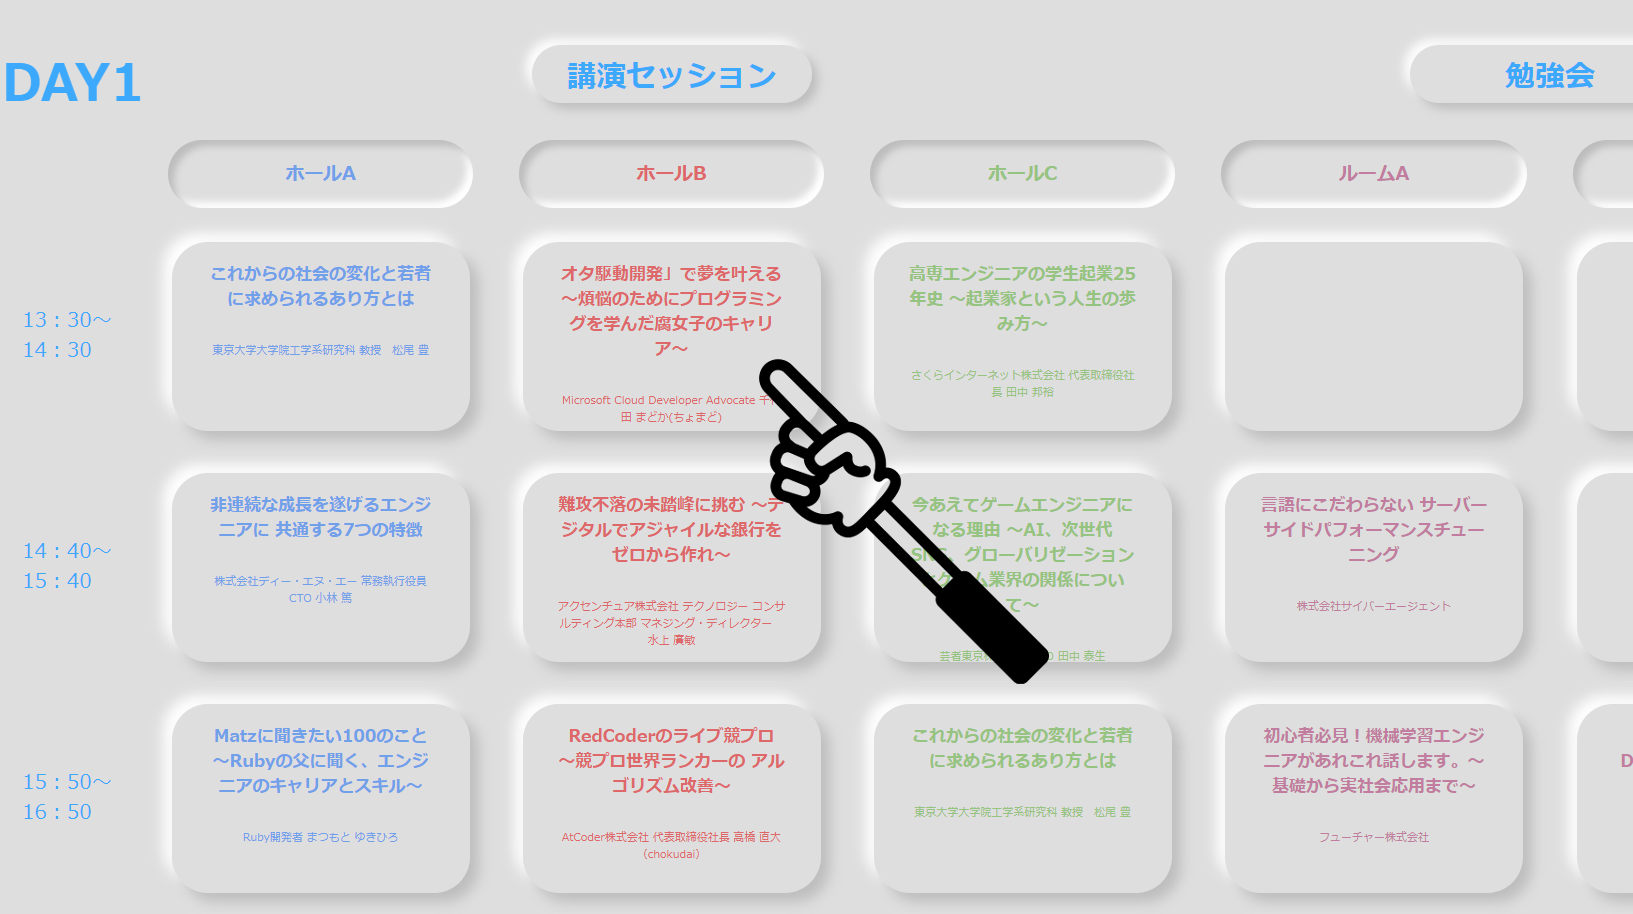 DAY1
講演セッション
勉強会
ホールA
ホールB
ホールC
ルームA
13：30～
14：30
これからの社会の変化と若者
に求められるあり方とは
東京大学大学院工学系研究科 教授　松尾 豊
オタ駆動開発」で夢を叶える
～煩悩のためにプログラミン
グを学んだ腐女子のキャリ
ア～
Microsoft Cloud Developer Advocate 千
田 まどか(ちょまど)
高専エンジニアの学生起業25
年史 ～起業家という人生の歩
み方～
さくらインターネット株式会社 代表取締役社
長 田中 邦裕
14：40～
15：40
非連続な成長を遂げるエンジ
ニアに 共通する7つの特徴
株式会社ディー・エヌ・エー 常務執行役員
CTO 小林 篤
難攻不落の未踏峰に挑む ～デ
ジタルでアジャイルな銀行を
ゼロから作れ～
アクセンチュア株式会社 テクノロジー コンサ
ルティング本部 マネジング・ディレクター
水上 廣敏
今あえてゲームエンジニアに
なる理由 ～AI、次世代
SNS、グローバリゼーション
ム業界の関係につい
て～
芸者東京 田中 泰生
言語にこだわらない サーバー
サイドパフォーマンスチュー
ニング
株式会社サイバーエージェント
15：50～
16：50
Matzに聞きたい100のこと
～Rubyの父に聞く、エンジ
ニアのキャリアとスキル～
Ruby開発者 まつもと ゆきひろ
RedCoderのライブ競プロ
～競プロ世界ランカーの アル
ゴリズム改善～
AtCoder株式会社 代表取締役社長 高橋 直大
（chokudai）
これからの社会の変化と若者
に求められるあり方とは
東京大学大学院工学系研究科 教授　松尾 豊
初心者必見！機械学習エンジ
ニアがあれこれ話します。～
基礎から実社会応用まで～
フューチャー株式会社
D